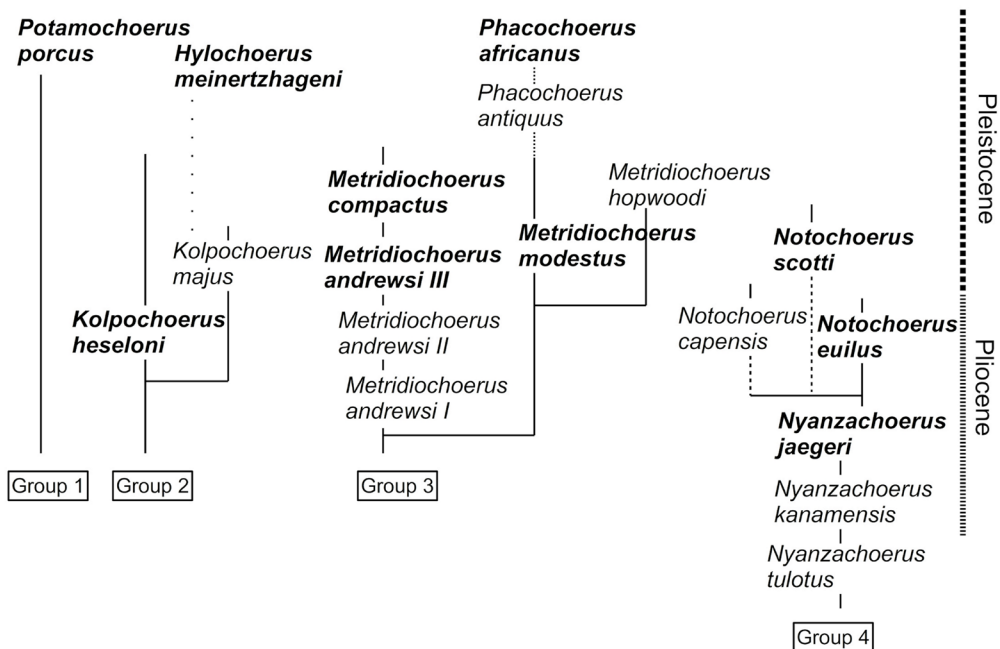 Potamochoerus
porcus
Hylochoerus
meinertzhageni
Phacochoerus
africanus
Phacochoerus
antiquus
Metridiochoerus
compactus
Metridiochoerus
hopwoodi
Kolpochoerus
majus
Metridiochoerus
andrewsi III
Metridiochoerus
modestus
Notochoerus
scotti
Kolpochoerus
heseloni
Metridiochoerus
andrewsi II
Notochoerus
capensis
Notochoerus
euilus
Metridiochoerus
andrewsi I
Nyanzachoerus
jaegeri
Nyanzachoerus
kanamensis
Nyanzachoerus
tulotus
Group 1
Group 2
Group 3
Group 4
Pleistocene
Pliocene